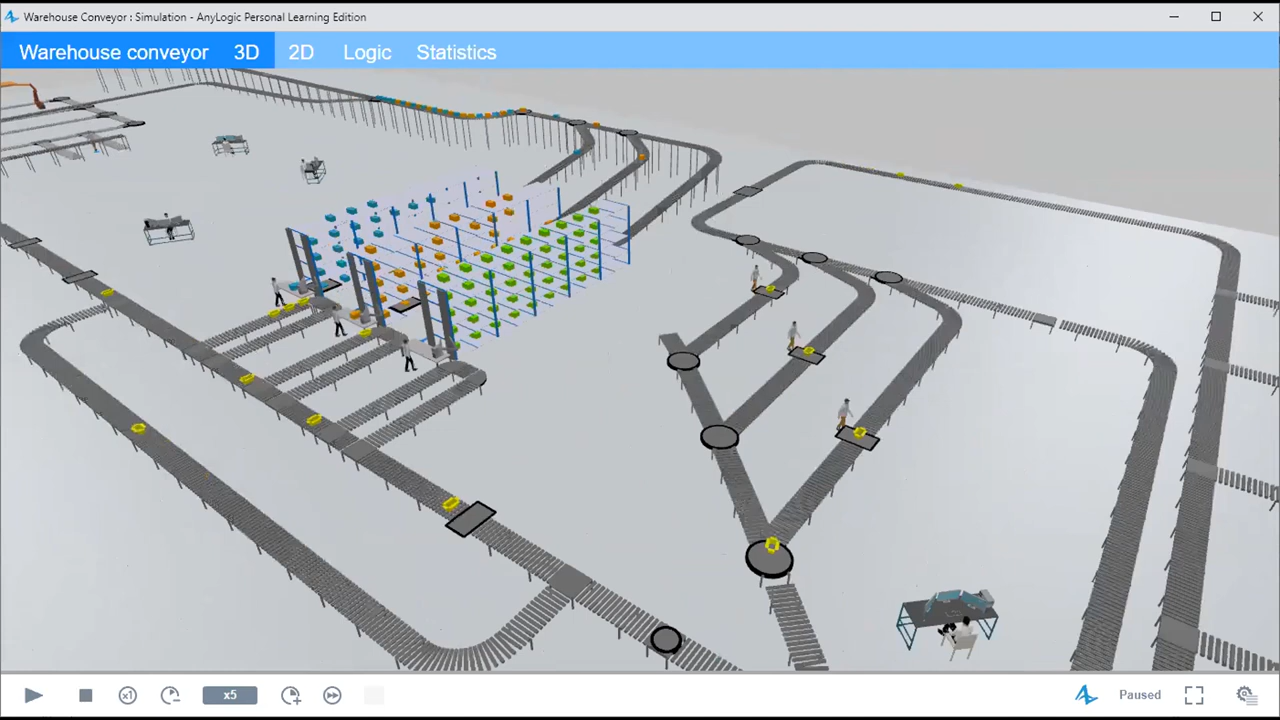 Warehouse Conveyor : Simulation - AnyLogic Personal Learning Edition
Warehouse conveyor 3D 2D Logic Statistics
x1 x5 Paused